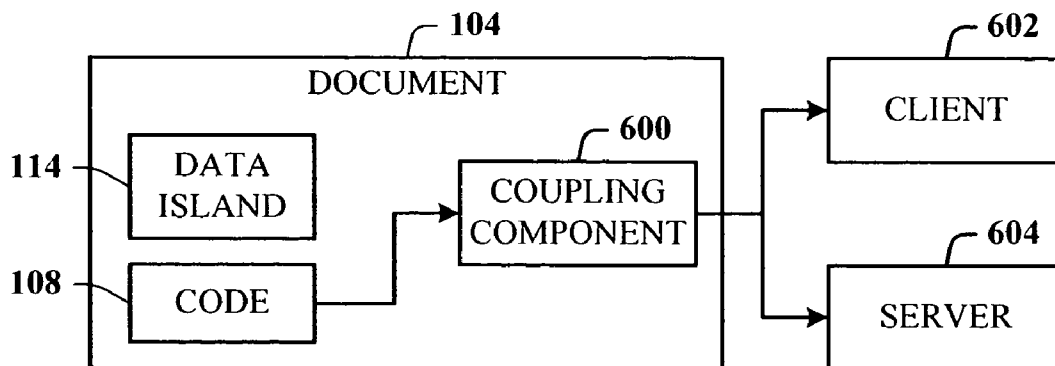 104
602
DOCUMENT
CLIENT
600
114
DATA
ISLAND
COUPLING
COMPONENT
604
108
CODE
SERVER